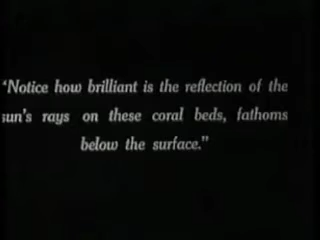 "Notice how brilliant is the reflection of the
sun's rays on these coral beds, fathoms
below the surface."